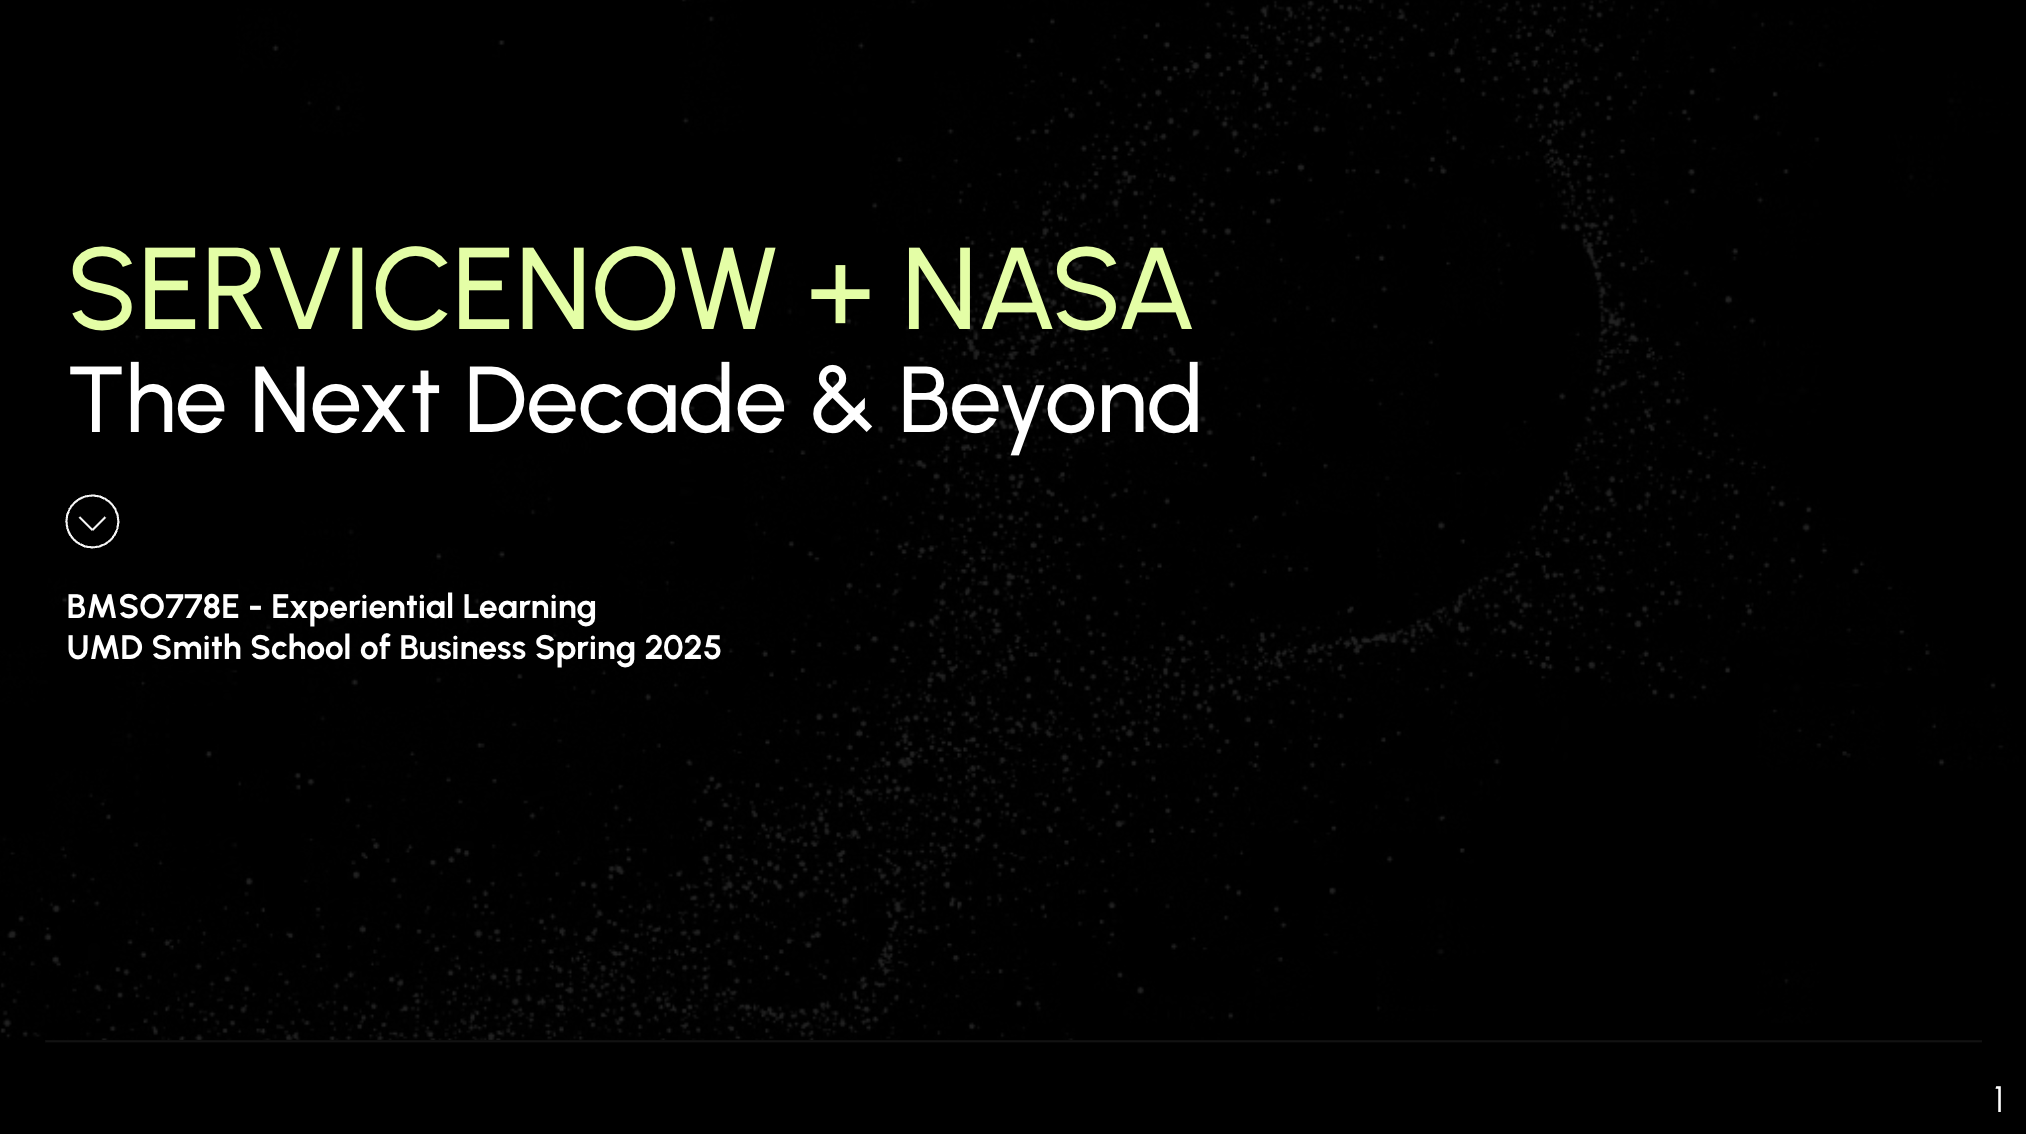 SERVICENOW + NASA
The Next Decade & Beyond
BMSO778E - Experiential Learning
UMD Smith School of Business Spring 2025
1